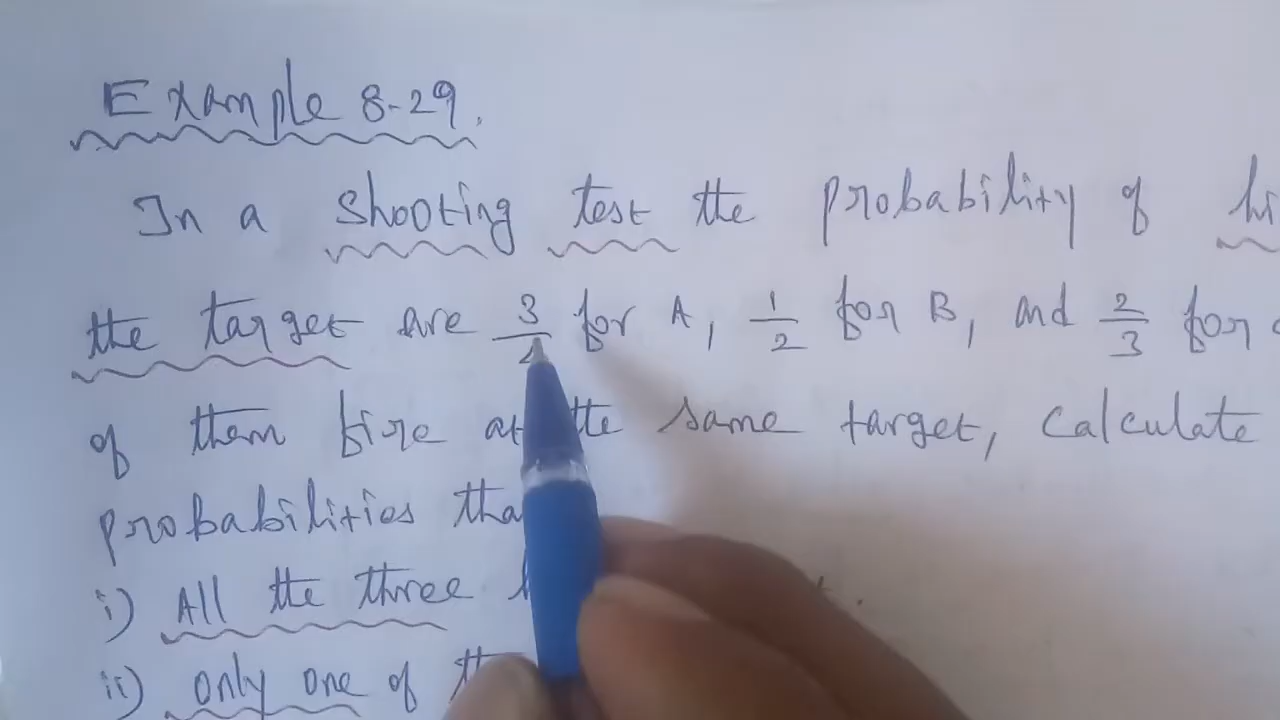 Example 8-29.
In a shooting test the probability of hi
the target are 3/4 for A, 1/2 for B, and 2/3 for
of them fire at the same target, calculate
probabilities tha
i) All the three
ii) only one of